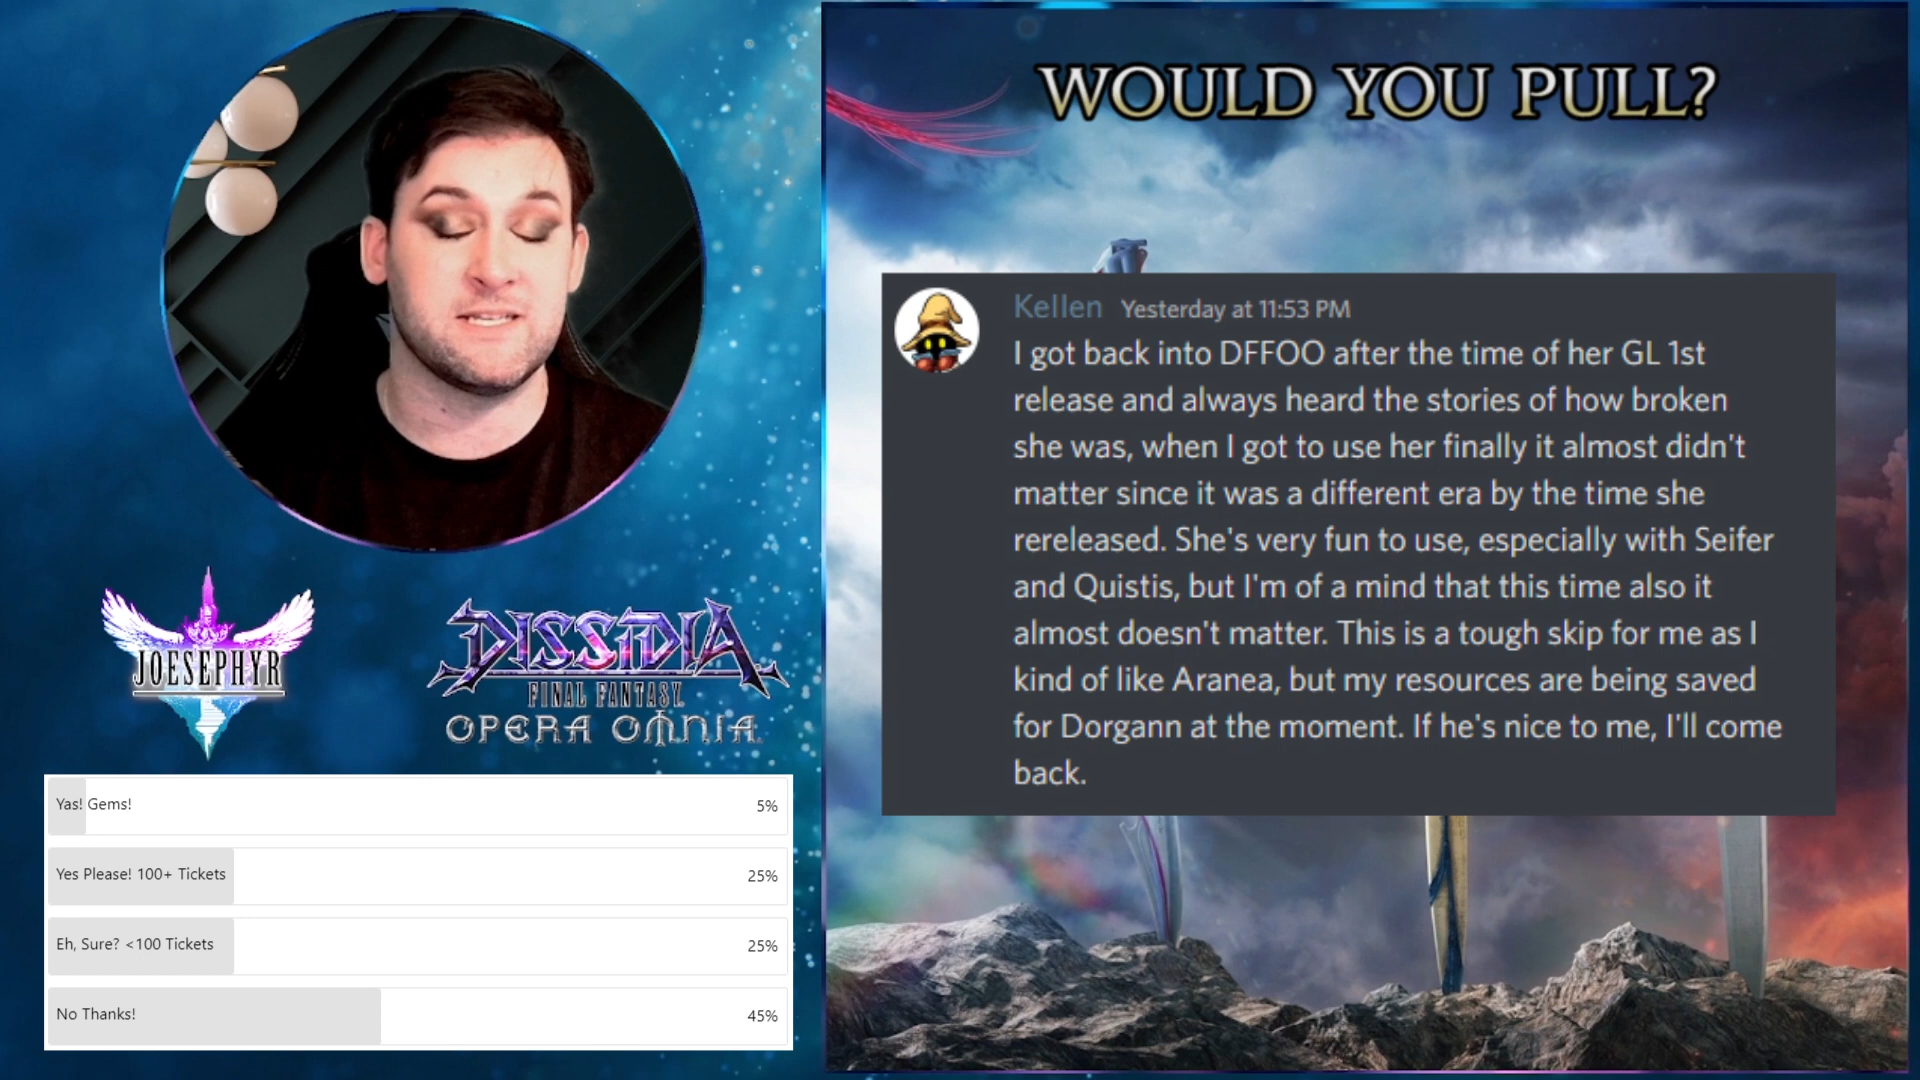 WOULD YOU PULL?
Kellen Yesterday at 11:53 PM
I got back into DFFOO after the time of her GL 1st
release and always heard the stories of how broken
she was, when I got to use her finally it almost didn't
matter since it was a different era by the time she
rereleased. She's very fun to use, especially with Seifer
and Quistis, but I'm of a mind that this time also it
almost doesn't matter. This is a tough skip for me as I
kind of like Aranea, but my resources are being saved
for Dorgann at the moment. If he's nice to me, I'll come
back.
JOESEPHYR
DISSIDIA
FINAL FANTASY
OPERA OMNIA
Yas! Gems! 5%
Yes Please! 100+ Tickets 25%
Eh, Sure? <100 Tickets 25%
No Thanks! 45%